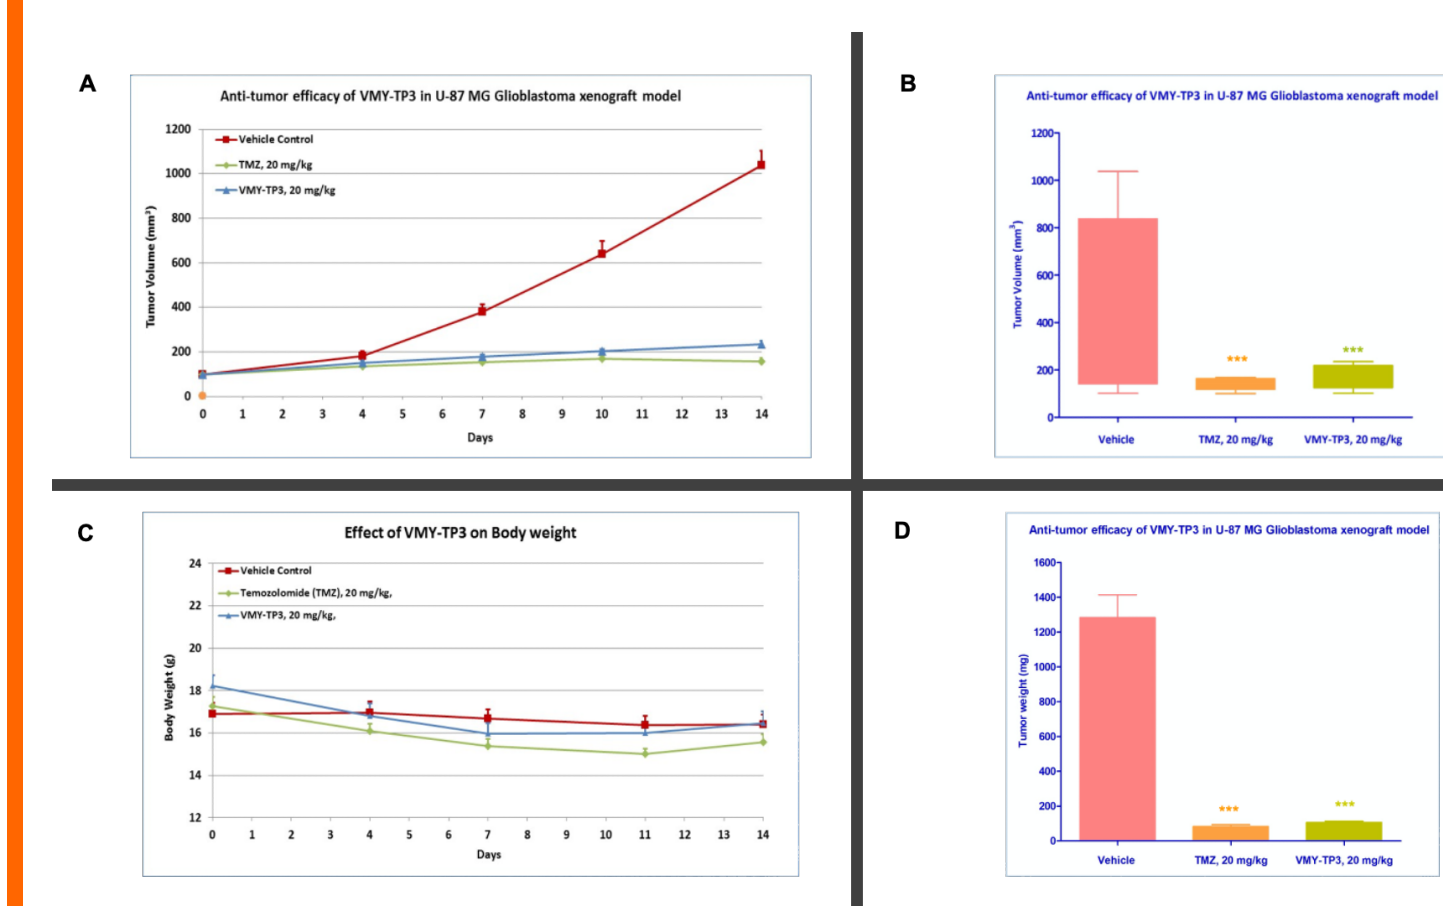 A
Anti-tumor efficacy of VMY-TP3 in U-87 MG Glioblastoma xenograft model
1200
1000
800
600
400
200
0
Tumor Volume (mm³)
Vehicle Control
TMZ, 20 mg/kg
VMY-TP3, 20 mg/kg
0 1 2 3 4 5 6 7 8 9 10 11 12 13 14
Days
B
Anti-tumor efficacy of VMY-TP3 in U-87 MG Glioblastoma xenograft model
1200
1000
800
600
400
200
0
Tumor Volume (mm³)
***
***
Vehicle TMZ, 20 mg/kg VMY-TP3, 20 mg/kg
C
Effect of VMY-TP3 on Body weight
24
22
20
18
16
14
12
Body Weight (g)
Vehicle Control
Temozolomide (TMZ), 20 mg/kg,
VMY-TP3, 20 mg/kg,
0 1 2 3 4 5 6 7 8 9 10 11 12 13 14
Days
D
Anti-tumor efficacy of VMY-TP3 in U-87 MG Glioblastoma xenograft model
1600
1400
1200
1000
800
600
400
200
0
Tumor weight (mg)
***
***
Vehicle TMZ, 20 mg/kg VMY-TP3, 20 mg/kg